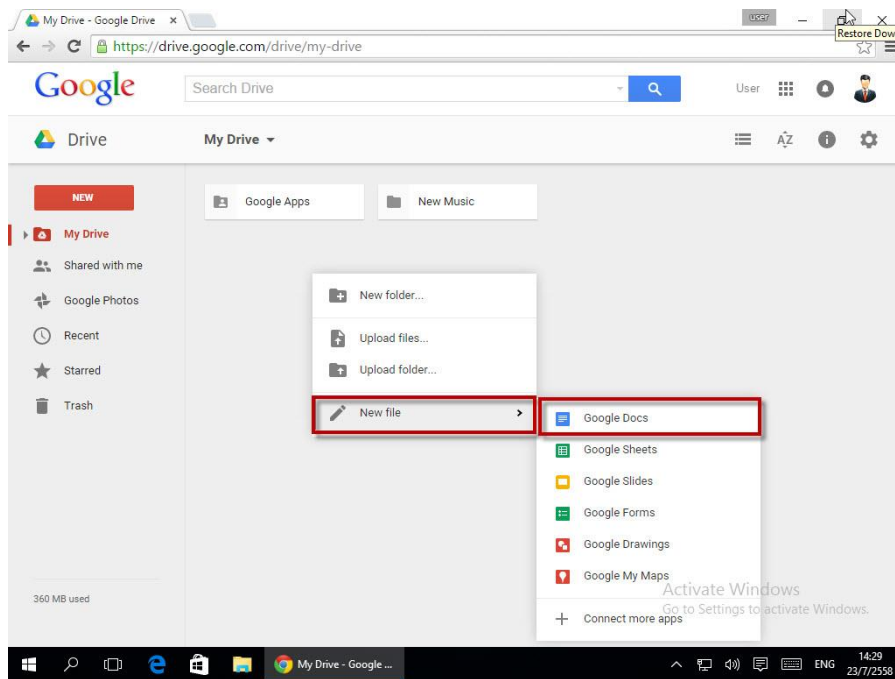 My Drive - Google Drive
user
Restore Dow
https://drive.google.com/drive/my-drive
Google
Search Drive
User
Drive
My Drive
AZ
NEW
Google Apps
New Music
My Drive
Shared with me
Google Photos
Recent
Starred
Trash
New folder...
Upload files...
Upload folder...
New file
Google Docs
Google Sheets
Google Slides
Google Forms
Google Drawings
Google My Maps
Connect more apps
360 MB used
Activate Windows
Go to Settings to activate Windows.
My Drive - Google ...
ENG
14:29
23/7/2558